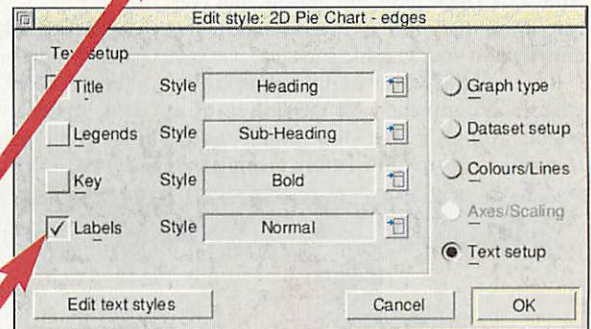 Edit style: 2D Pie Chart - edges
Text setup
Title Style Heading Graph type
Legends Style Sub-Heading Dataset setup
Key Style Bold Colours/Lines
Labels Style Normal Axes/Scaling
Text setup
Edit text styles Cancel OK